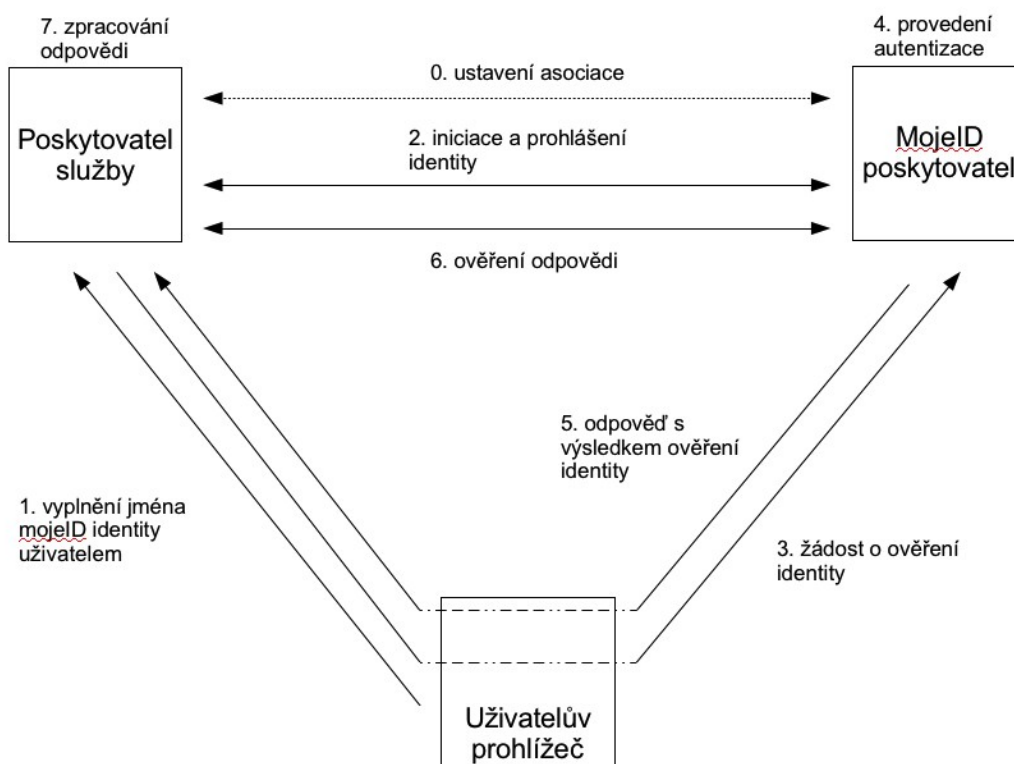 7. zpracování
odpovědi
4. provedení
autentizace
0. ustavení asociace
Poskytovatel
služby
2. iniciace a prohlášení
identity
MojeID
poskytovatel
6. ověření odpovědi
5. odpověď s
výsledkem ověření
identity
1. vyplnění jména
mojeID identity
uživatelem
3. žádost o ověření
identity
Uživatelův
prohlížeč